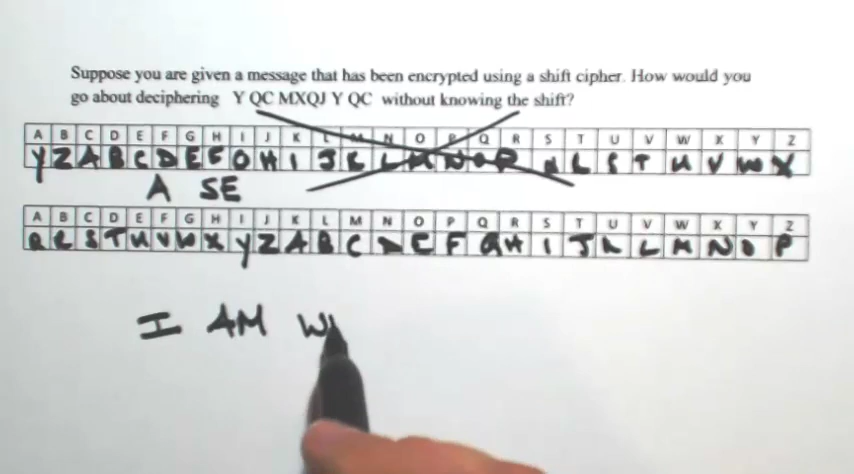 Suppose you are given a message that has been encrypted using a shift cipher. How would you
go about deciphering Y QC MXQJ Y QC without knowing the shift?
A B C D E F G H I J K L M N O P Q R S T U V W X Y Z
Y Z A B C D E F G H I J K L M N O P Q R S T U V W X
A SE
A B C D E F G H I J K L M N O P Q R S T U V W X Y Z
Q R S T U V W X Y Z A B C D E F G H I J K L M N O P
I AM W